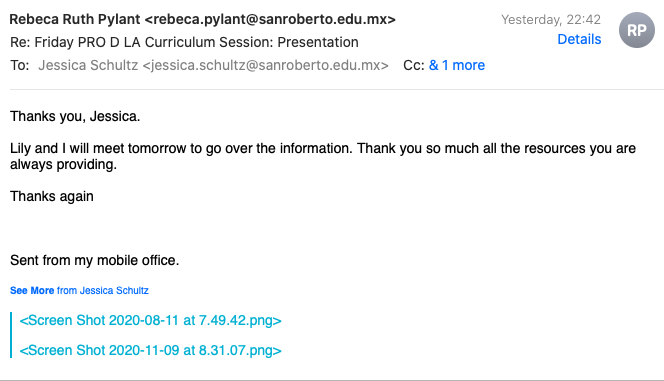 Rebeca Ruth Pylant <rebeca.pylant@sanroberto.edu.mx>
Yesterday, 22:42
RP
Re: Friday PRO D LA Curriculum Session: Presentation
Details
To: Jessica Schultz <jessica.schultz@sanroberto.edu.mx> Cc: & 1 more
Thanks you, Jessica.
Lily and I will meet tomorrow to go over the information. Thank you so much all the resources you are
always providing.
Thanks again
Sent from my mobile office.
See More from Jessica Schultz
<Screen Shot 2020-08-11 at 7.49.42.png>
<Screen Shot 2020-11-09 at 8.31.07.png>